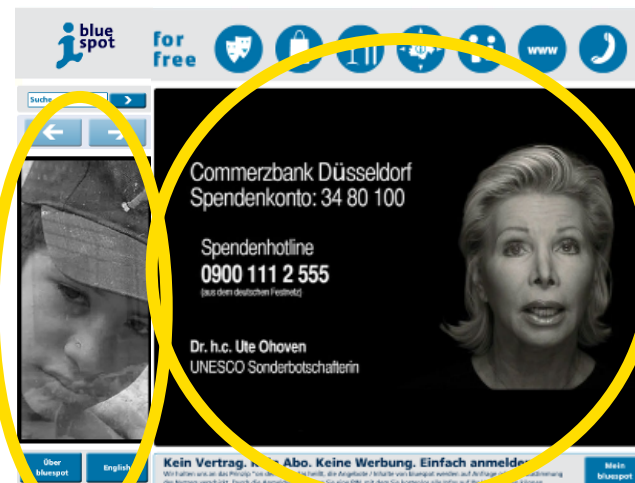 blue
spot
for
free
www
Suche
Commerzbank Düsseldorf
Spendenkonto: 34 80 100
Spendenhotline
0900 111 2 555
(aus dem deutschen Festnetz)
Dr. h.c. Ute Ohoven
UNESCO Sonderbotschafterin
Über
bluespot
English
Kein Vertrag. Abo. Keine Werbung. Einfach anmelden
Mein
bluespot